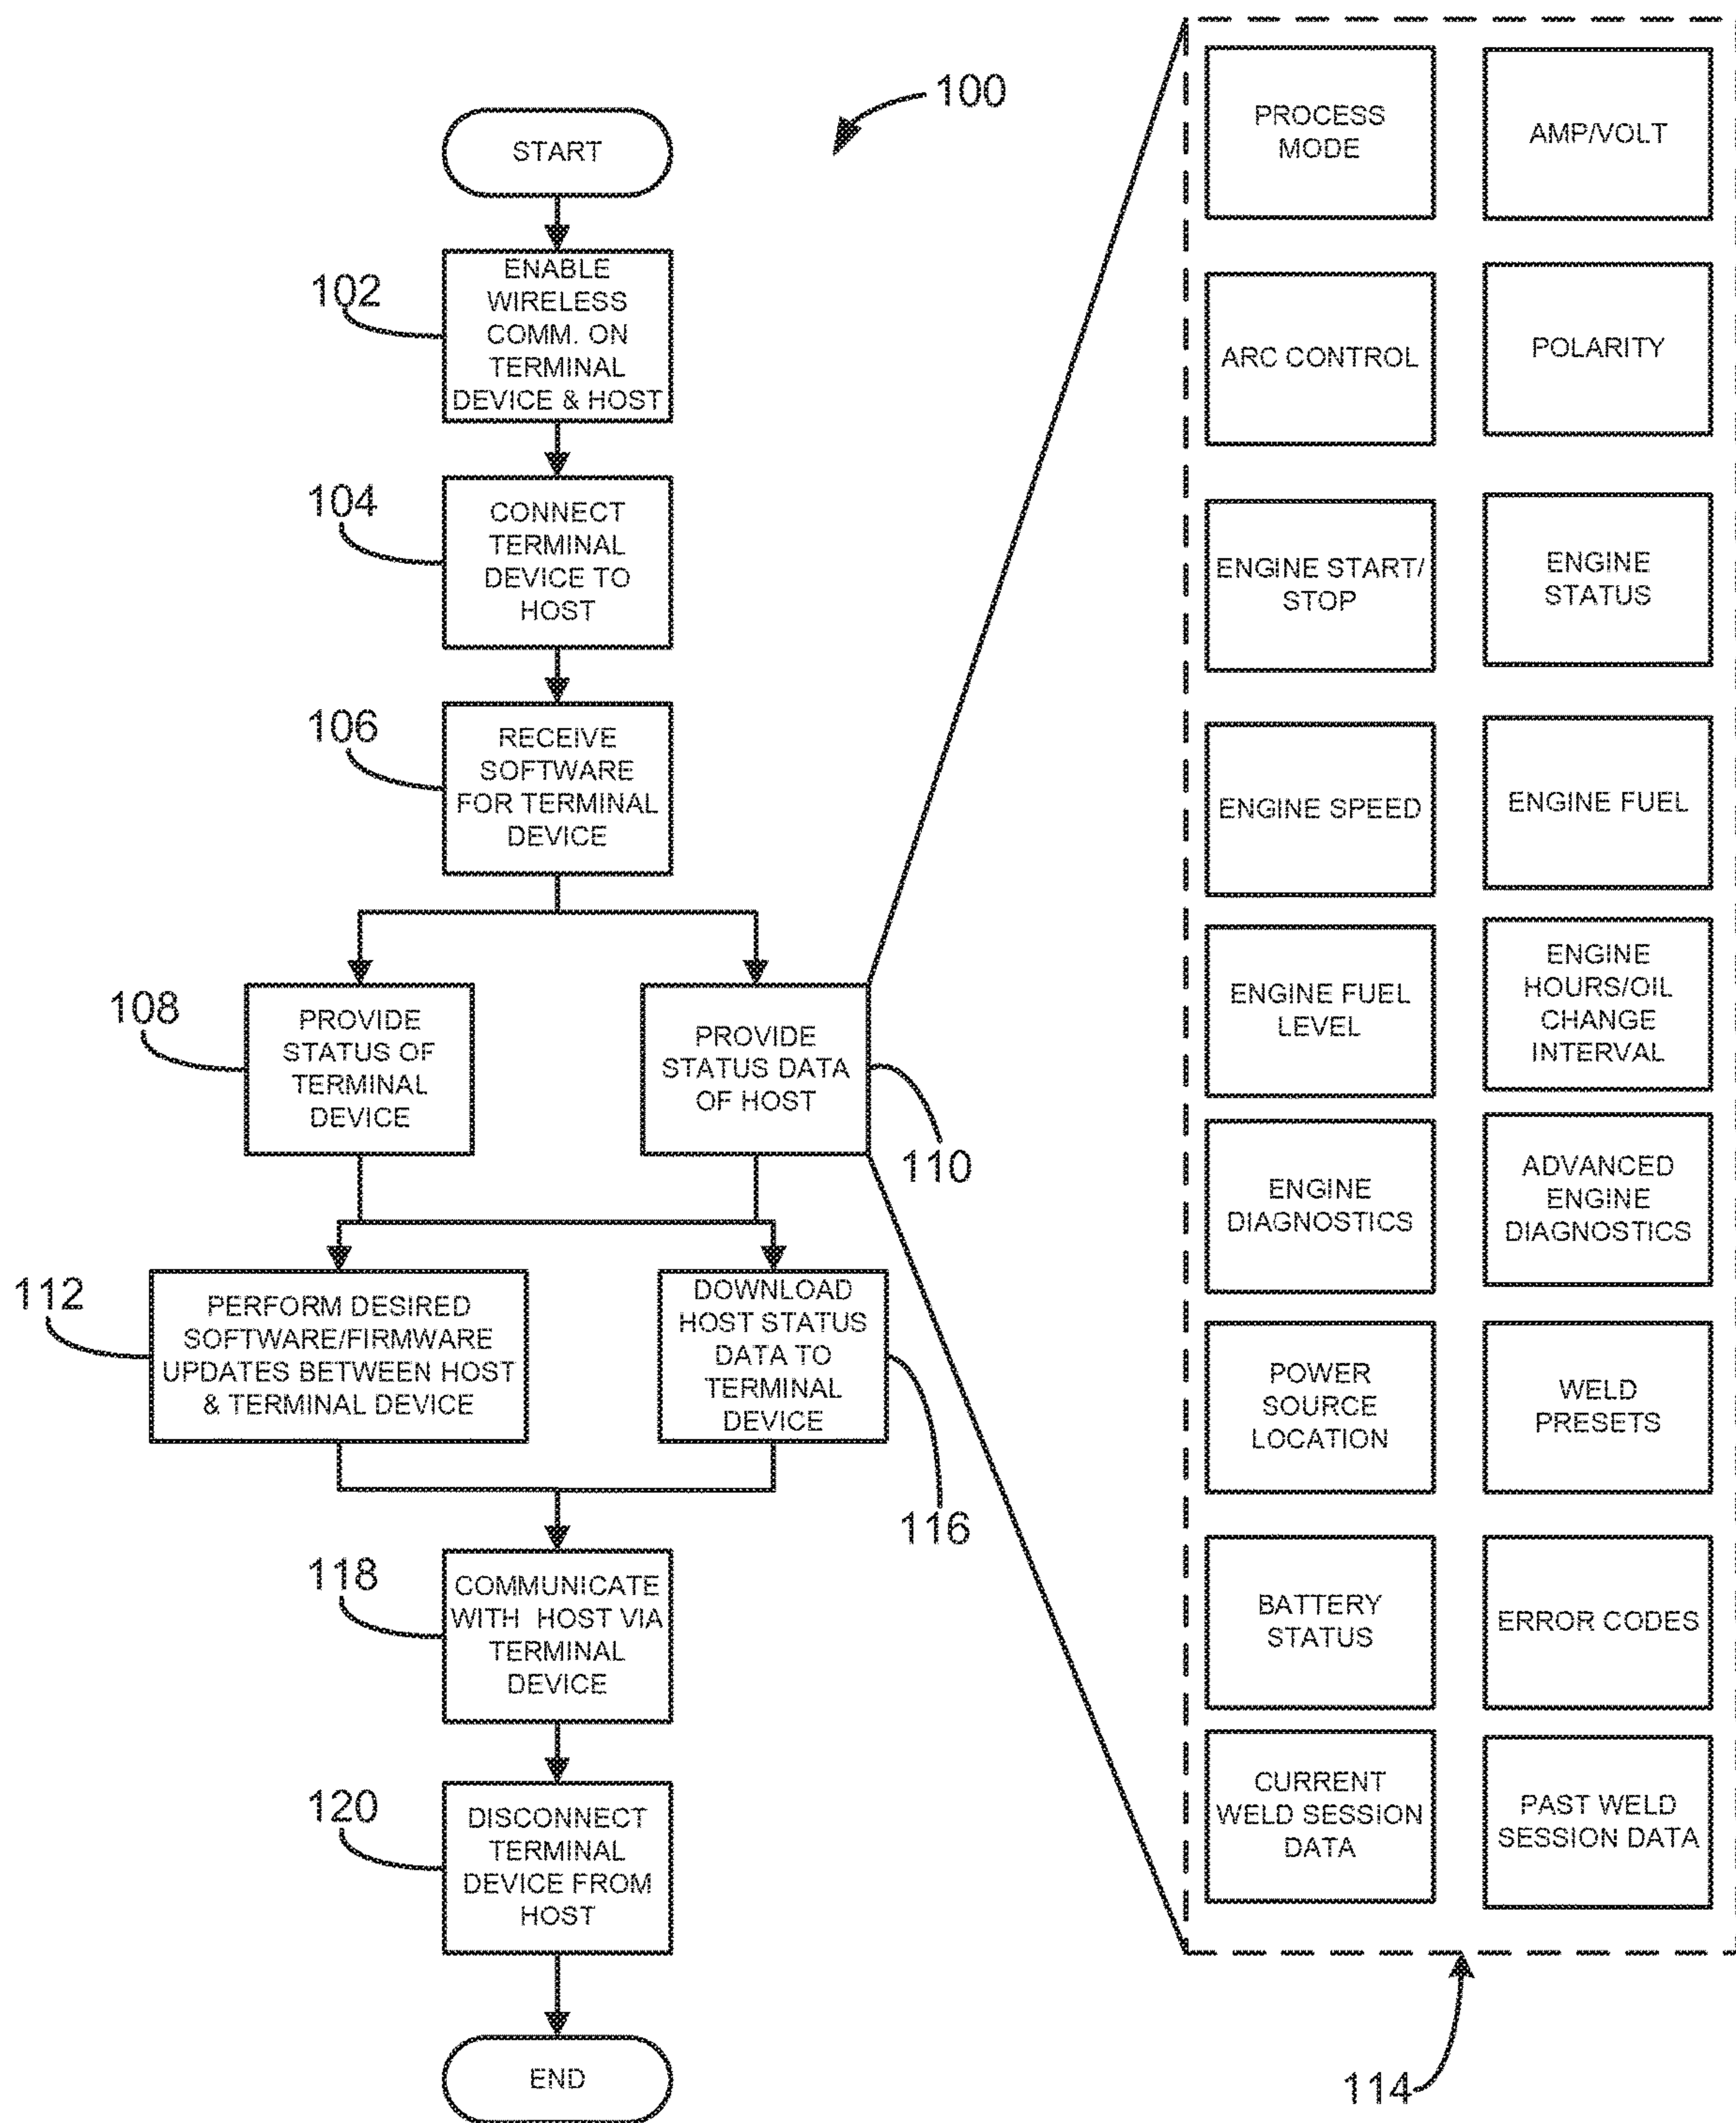 100
START
102
ENABLE
WIRELESS
COMM. ON
TERMINAL
DEVICE & HOST
104
CONNECT
TERMINAL
DEVICE TO
HOST
106
RECEIVE
SOFTWARE
FOR TERMINAL
DEVICE
108
PROVIDE
STATUS OF
TERMINAL
DEVICE
PROVIDE
STATUS DATA
OF HOST
110
112
PERFORM DESIRED
SOFTWARE/FIRMWARE
UPDATES BETWEEN HOST
& TERMINAL DEVICE
DOWNLOAD
HOST STATUS
DATA TO
TERMINAL
DEVICE
116
118
COMMUNICATE
WITH HOST VIA
TERMINAL
DEVICE
120
DISCONNECT
TERMINAL
DEVICE FROM
HOST
END
PROCESS
MODE
AMP/VOLT
ARC CONTROL
POLARITY
ENGINE START/
STOP
ENGINE
STATUS
ENGINE SPEED
ENGINE FUEL
ENGINE FUEL
LEVEL
ENGINE
HOURS/OIL
CHANGE
INTERVAL
ENGINE
DIAGNOSTICS
ADVANCED
ENGINE
DIAGNOSTICS
POWER
SOURCE
LOCATION
WELD
PRESETS
BATTERY
STATUS
ERROR CODES
CURRENT
WELD SESSION
DATA
PAST WELD
SESSION DATA
114